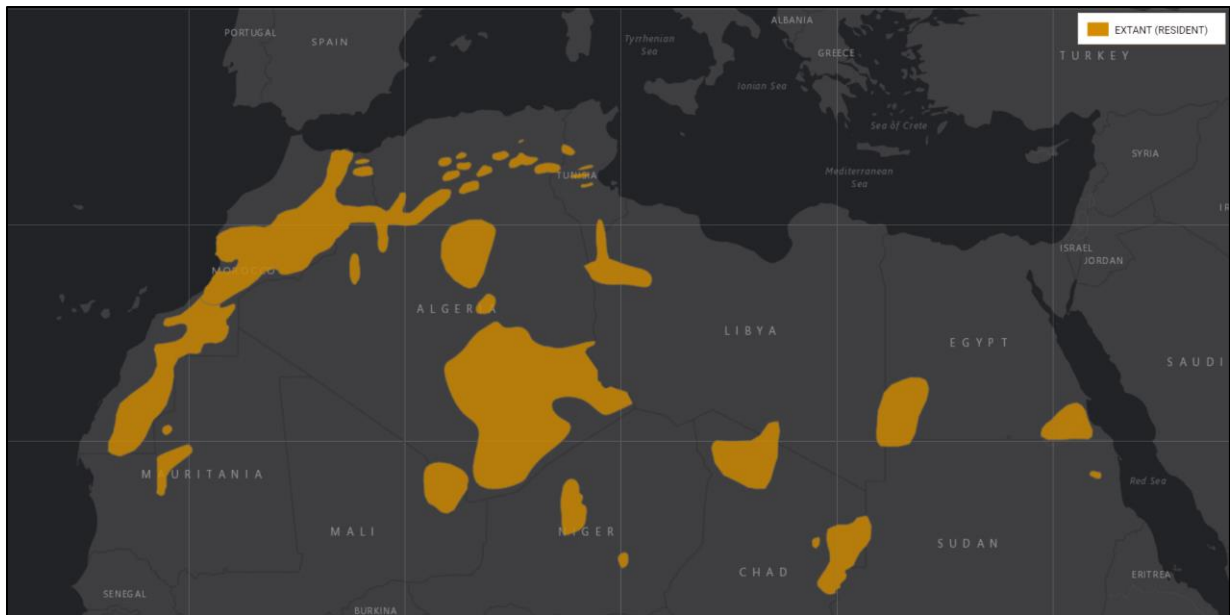 ALBANIA
PORTUGAL
SPAIN
Tyrrhenian
Sea
GREECE
EXTANT (RESIDENT)
TURKEY
Ionian Sea
Sea of Crete
SYRIA
Mediterranean
Sea
TUNISIA
ISRAEL
JORDAN
MOROCCO
ALGERIA
LIBYA
EGYPT
SAUDI
MAURITANIA
Red Sea
MALI
NIGER
SUDAN
CHAD
ERITREA
SENEGAL
BURKINA